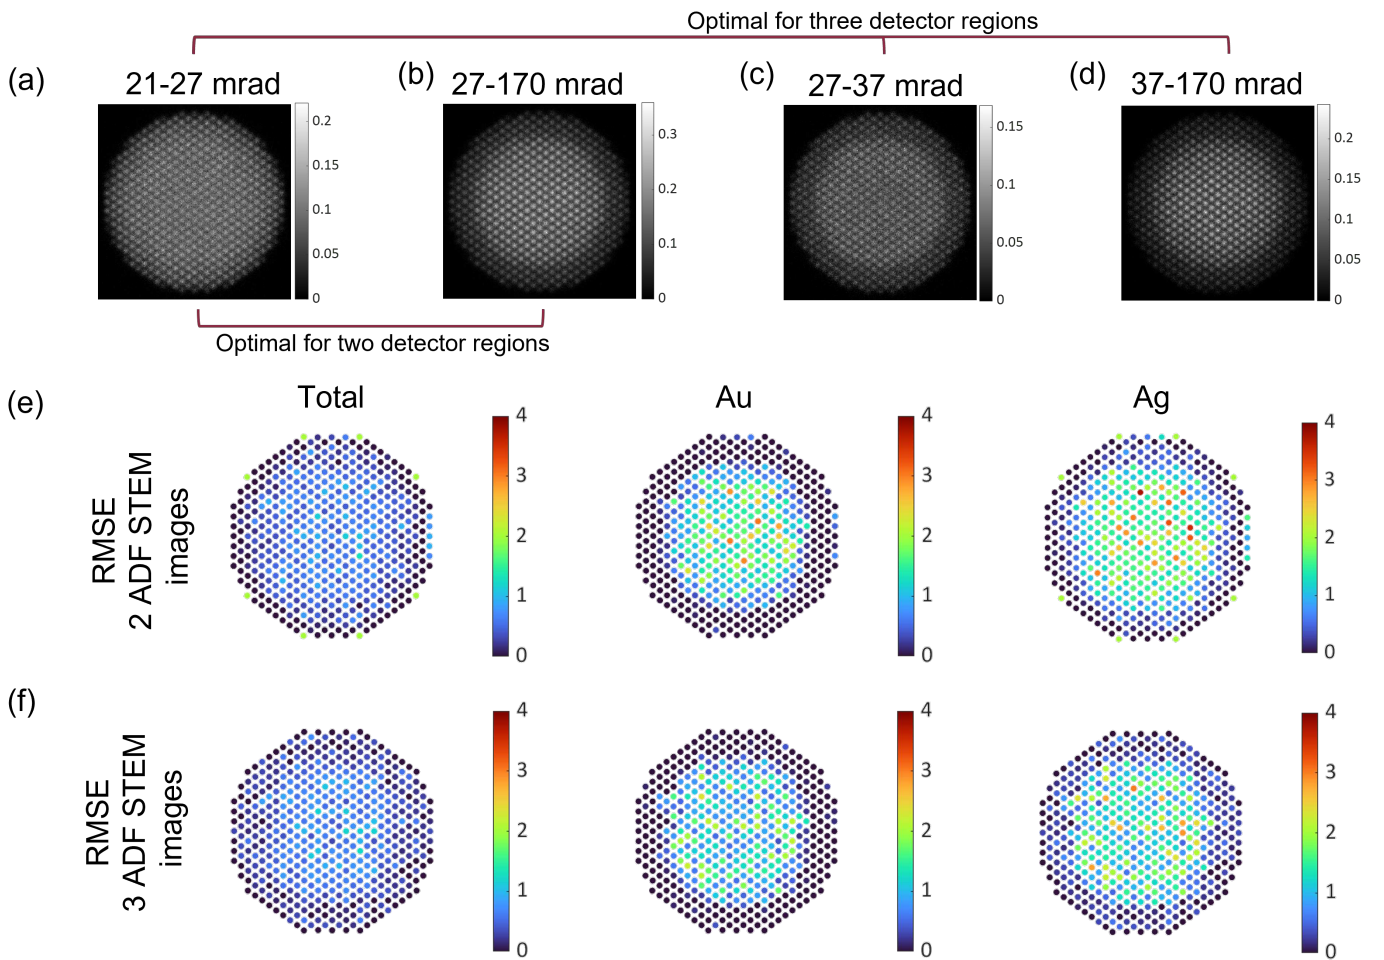 Optimal for three detector regions
(a)
21-27 mrad
(b)
27-170 mrad
(c)
27-37 mrad
(d)
37-170 mrad
0.2
0.15
0.1
0.05
0
0.3
0.2
0.1
0
0.15
0.1
0.05
0
0.2
0.15
0.1
0.05
0
Optimal for two detector regions
(e)
Total
Au
Ag
RMSE
2 ADF STEM
images
4
3
2
1
0
4
3
2
1
0
4
3
2
1
0
(f)
RMSE
3 ADF STEM
images
4
3
2
1
0
4
3
2
1
0
4
3
2
1
0